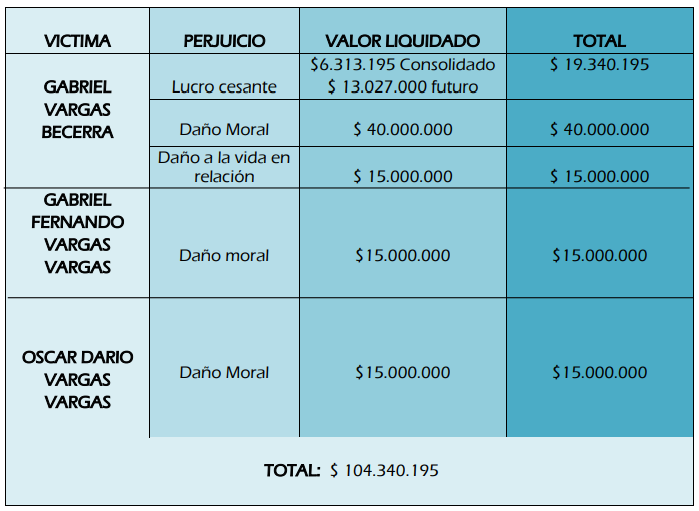 VICTIMA PERJUICIO VALOR LIQUIDADO TOTAL
GABRIEL
VARGAS
BECERRA
Lucro cesante
$6.313.195 Consolidado
$ 13.027.000 futuro
$ 19.340.195
Daño Moral $ 40.000.000 $ 40.000.000
Daño a la vida en
relación
$ 15.000.000 $ 15.000.000
GABRIEL
FERNANDO
VARGAS
VARGAS
Daño moral $15.000.000 $15.000.000
OSCAR DARIO
VARGAS
VARGAS
Daño Moral $15.000.000 $15.000.000
TOTAL: $ 104.340.195